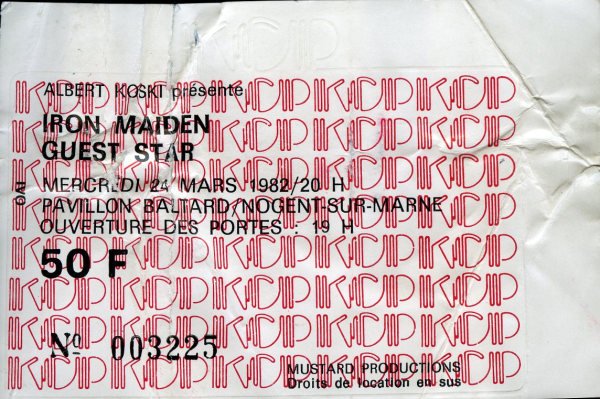 ALBERT KOSKI présente
IRON MAIDEN
GUEST STAR
MERCREDI 24 MARS 1982/20 H
PAVILLON BALTARD/NOGENT-SUR-MARNE
OUVERTURE DES PORTES : 19 H
50 F
Nº 003225
MUSTARD PRODUCTIONS
Droits de location en sus